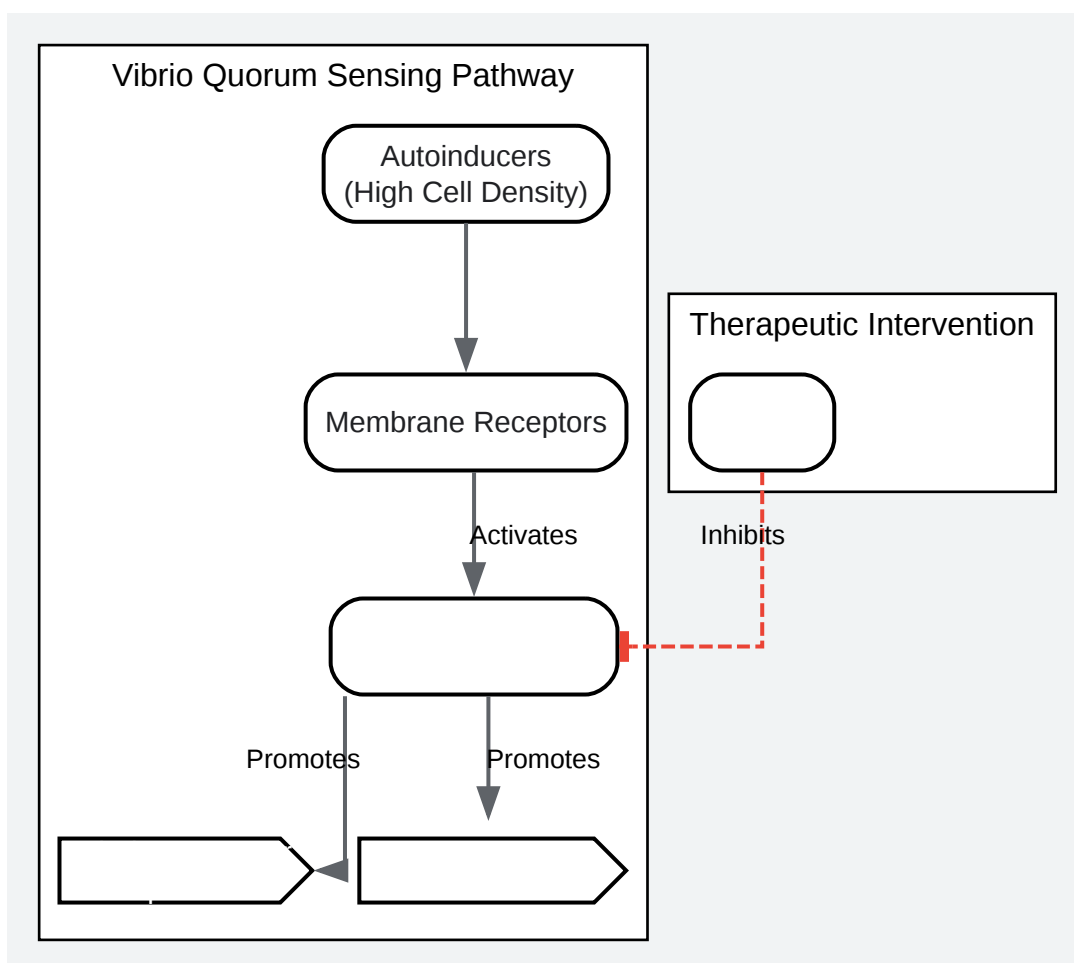 Vibrio Quorum Sensing Pathway
Autoinducers
(High Cell Density)
Therapeutic Intervention
Membrane Receptors
Activates
Inhibits
Promotes
Promotes